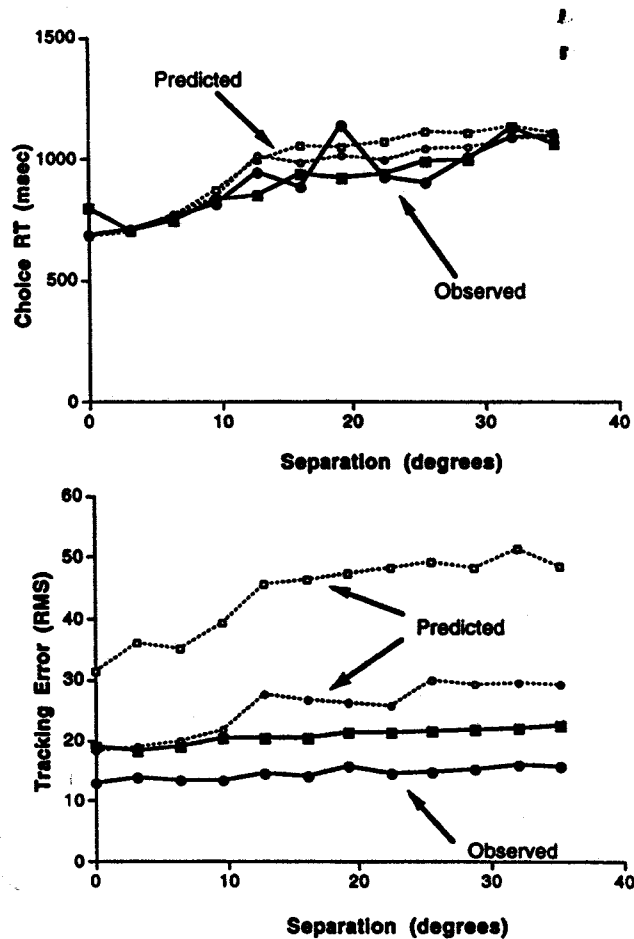 1500
Predicted
1000
Choice RT (msec)
500
Observed
0
0 10 20 30 40
Separation (degrees)
60
50
40
Predicted
Tracking Error (RMS)
30
20
10
Observed
0
0 10 20 30 40
Separation (degrees)